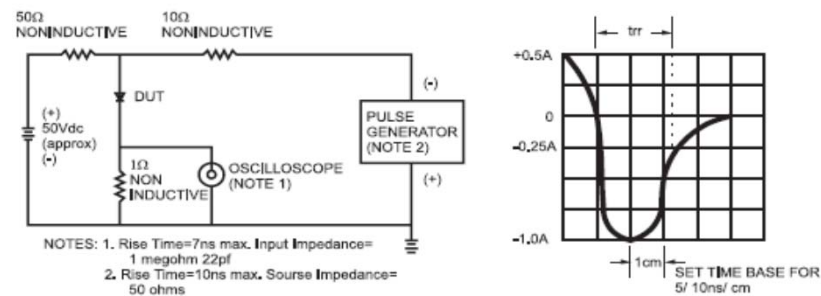 50Ω
NONINDUCTIVE
10Ω
NONINDUCTIVE
DUT
(+)
50Vdc
(approx)
(-)
1Ω
NON
INDUCTIVE
OSCILLOSCOPE
(NOTE 1)
(-)
PULSE
GENERATOR
(NOTE 2)
(+)
NOTES: 1. Rise Time=7ns max. Input Impedance=
1 megohm 22pf
2. Rise Time=10ns max. Sourse Impedance=
50 ohms
trr
+0.5A
0
-0.25A
-1.0A
1cm
SET TIME BASE FOR
5/ 10ns/ cm